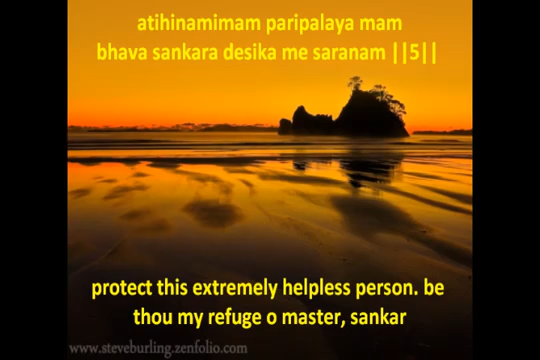 atihinamimam paripalaya mam
bhava sankara desika me saranam ||5||
protect this extremely helpless person. be
thou my refuge o master, sankar
www.steveburling.zenfolio.com